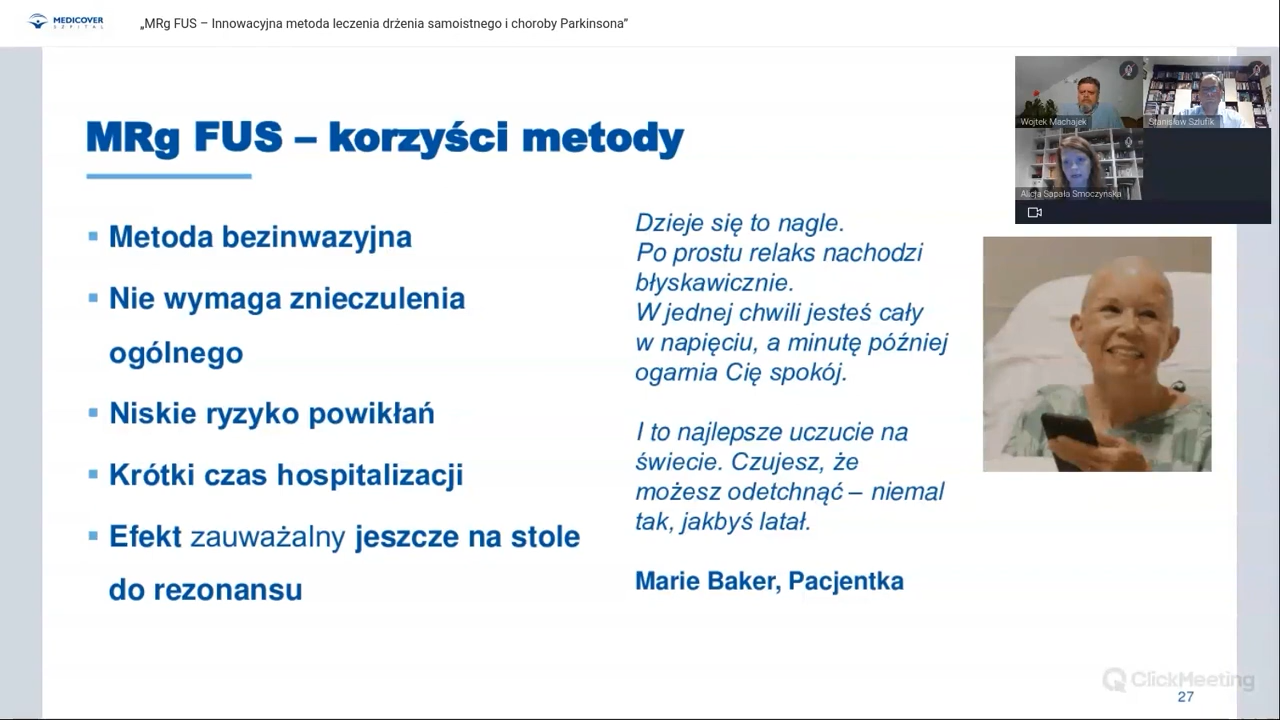 MEDICOVER
SZPITAL
„MRg FUS – Innowacyjna metoda leczenia drżenia samoistnego i choroby Parkinsona”
Wojtek Machajek
Stanisław Szlufik
Alicja Sapała Smoczyńska
MRg FUS – korzyści metody
▪ Metoda bezinwazyjna
▪ Nie wymaga znieczulenia
ogólnego
▪ Niskie ryzyko powikłań
▪ Krótki czas hospitalizacji
▪ Efekt zauważalny jeszcze na stole
do rezonansu
Dzieje się to nagle.
Po prostu relaks nachodzi
błyskawicznie.
W jednej chwili jesteś cały
w napięciu, a minutę później
ogarnia Cię spokój.
I to najlepsze uczucie na
świecie. Czujesz, że
możesz odetchnąć – niemal
tak, jakbyś latał.
Marie Baker, Pacjentka
ClickMeeting
27